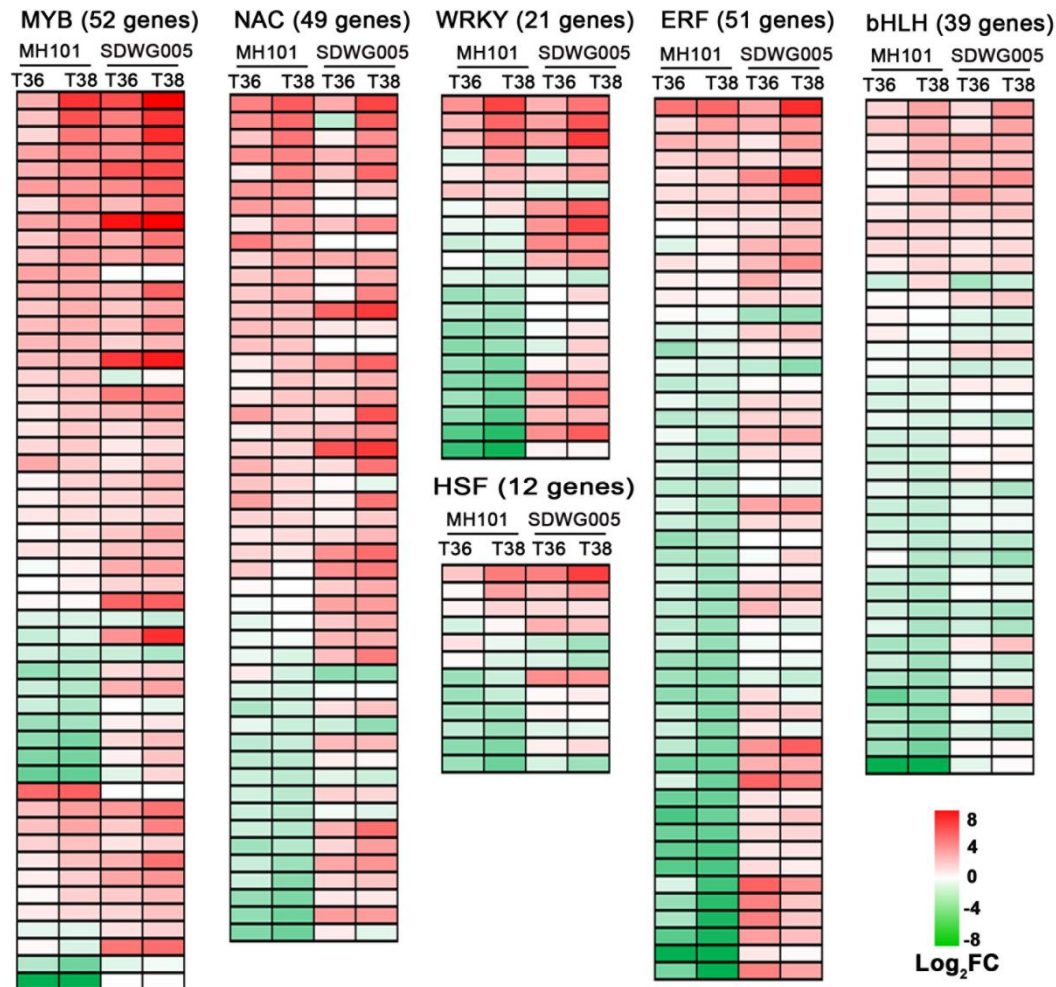 MYB (52 genes)
MH101 SDWG005
T36 T38 T36 T38
NAC (49 genes)
MH101 SDWG005
T36 T38 T36 T38
WRKY (21 genes)
MH101 SDWG005
T36 T38 T36 T38
HSF (12 genes)
MH101 SDWG005
T36 T38 T36 T38
ERF (51 genes)
MH101 SDWG005
T36 T38 T36 T38
bHLH (39 genes)
MH101 SDWG005
T36 T38 T36 T38
8
4
0
-4
-8
Log₂FC